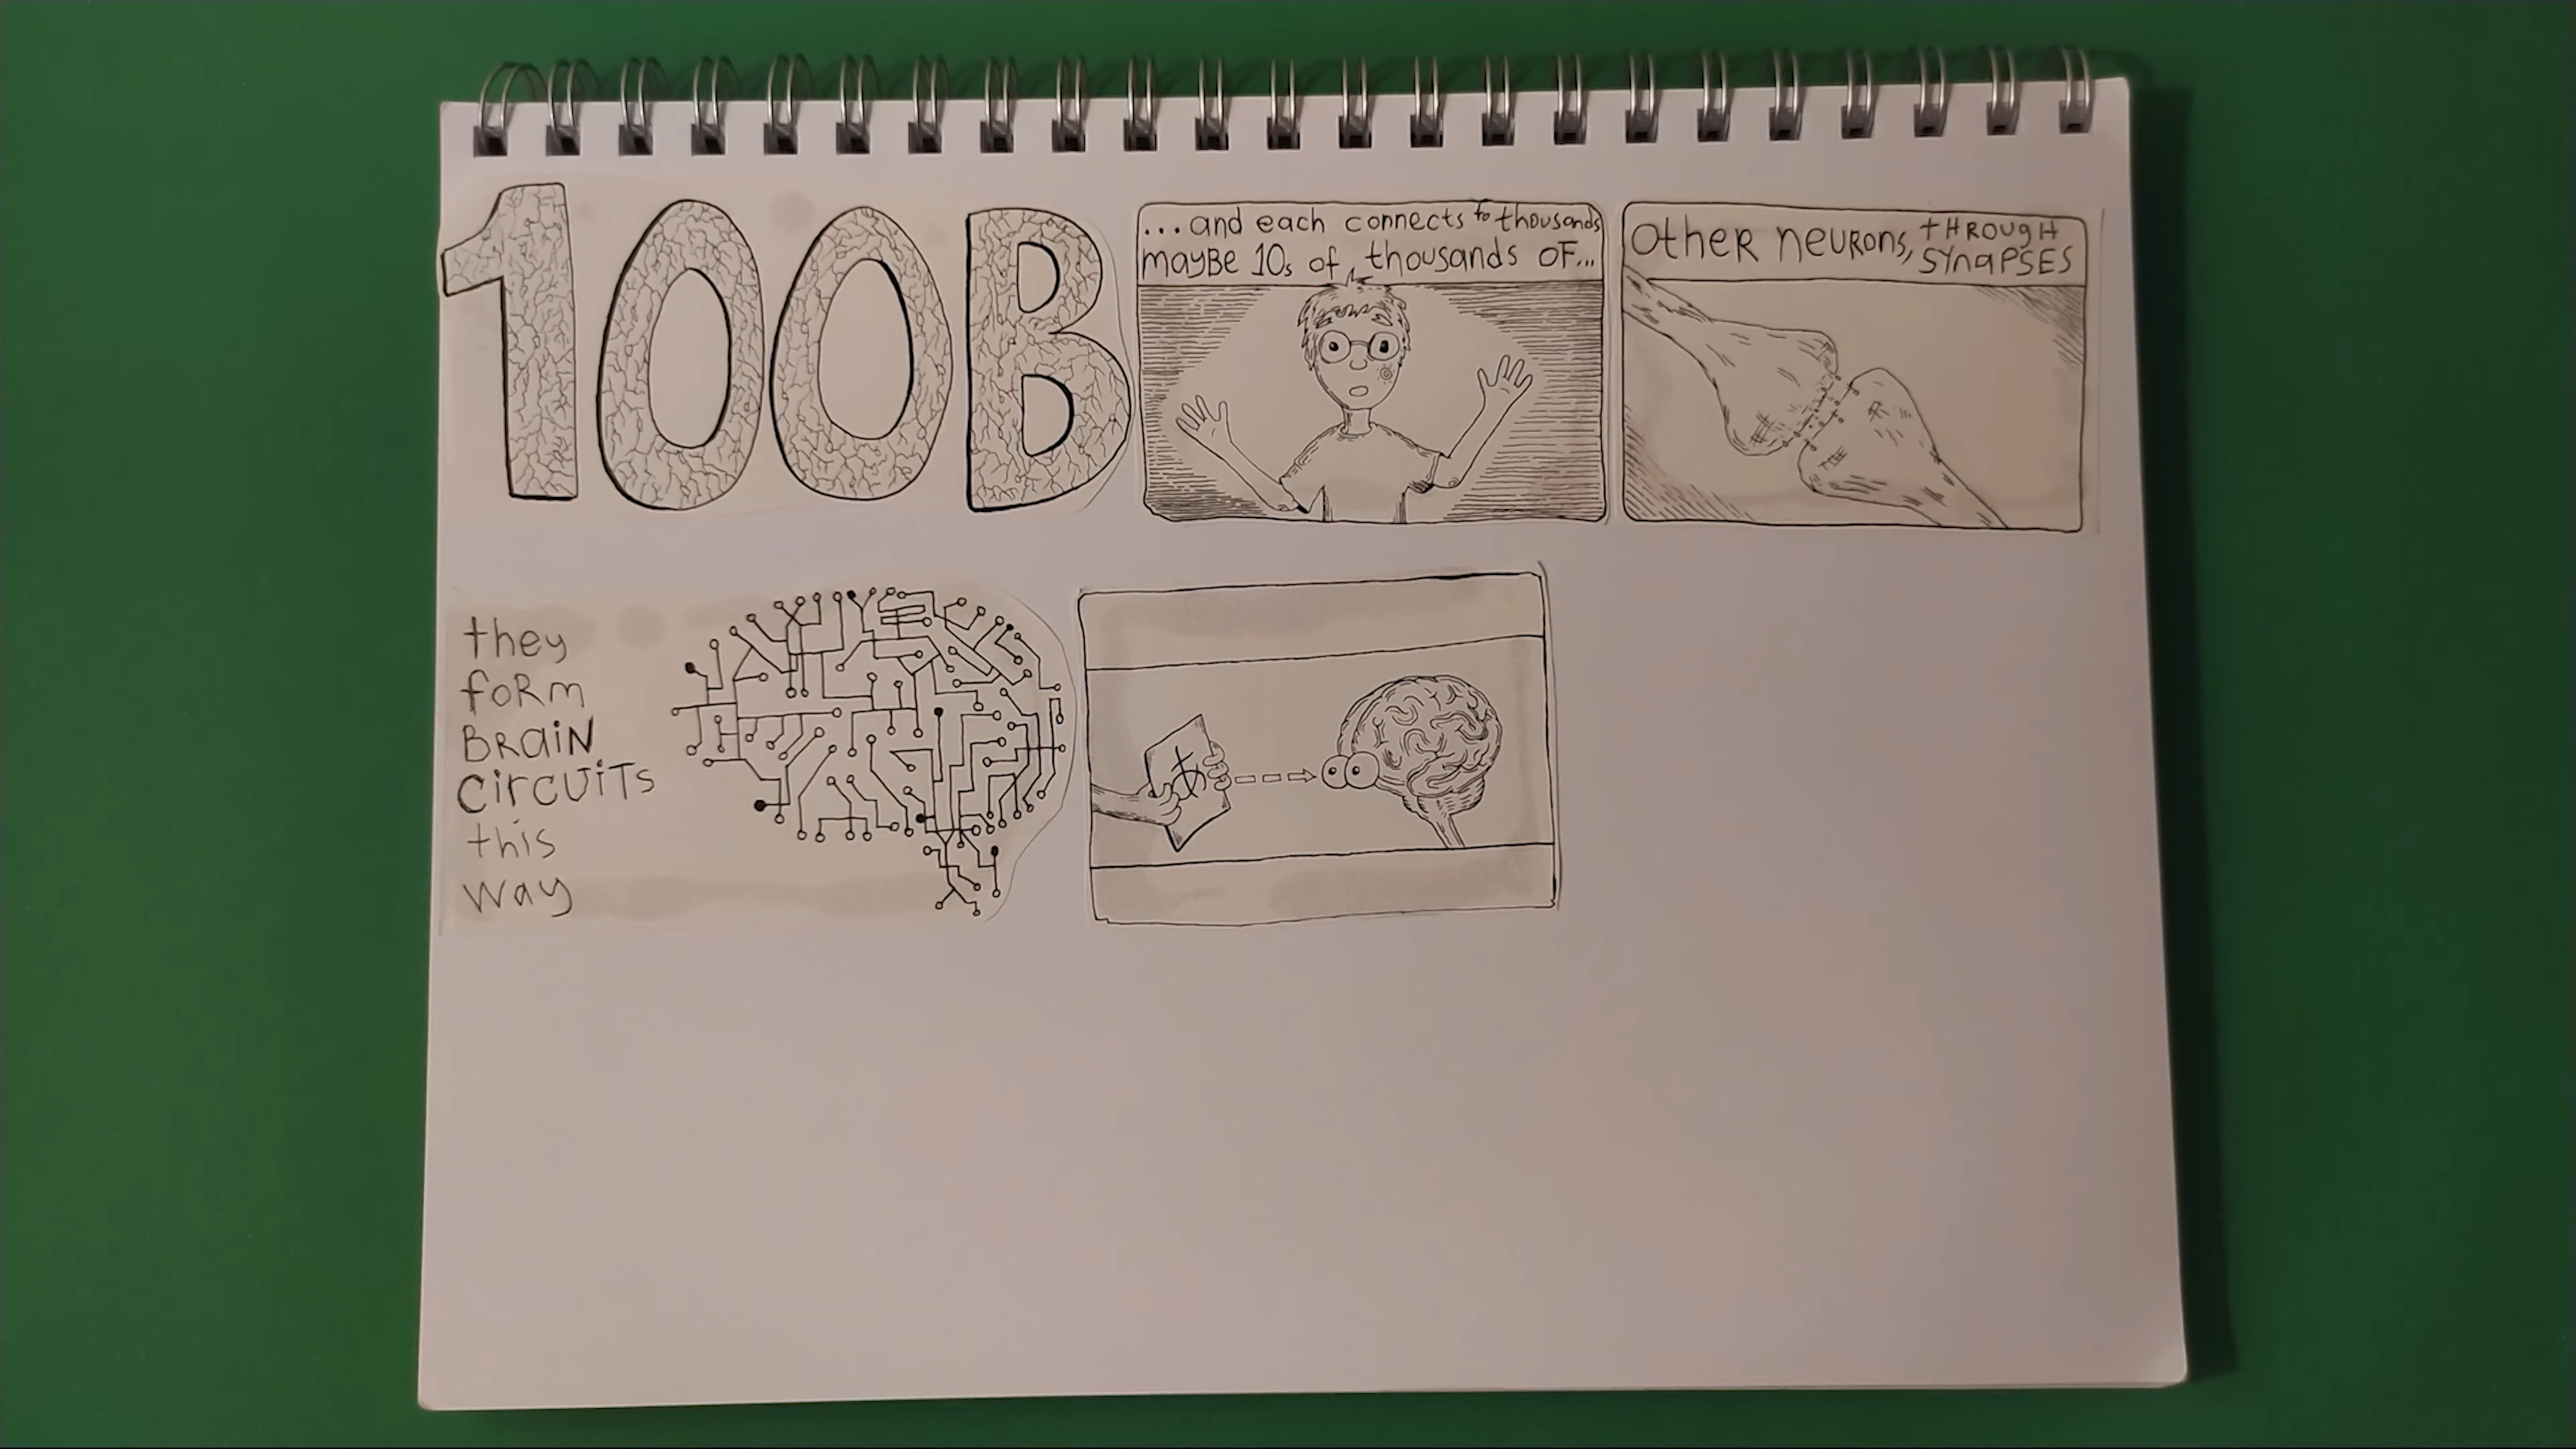 100B
...and each connects to thousands
mayBe 10s of thousands of...
Other neurons, tHROUgH
SYnaPSES
they
foRm
BRaiN
CiRCUiTs
this
way
あ